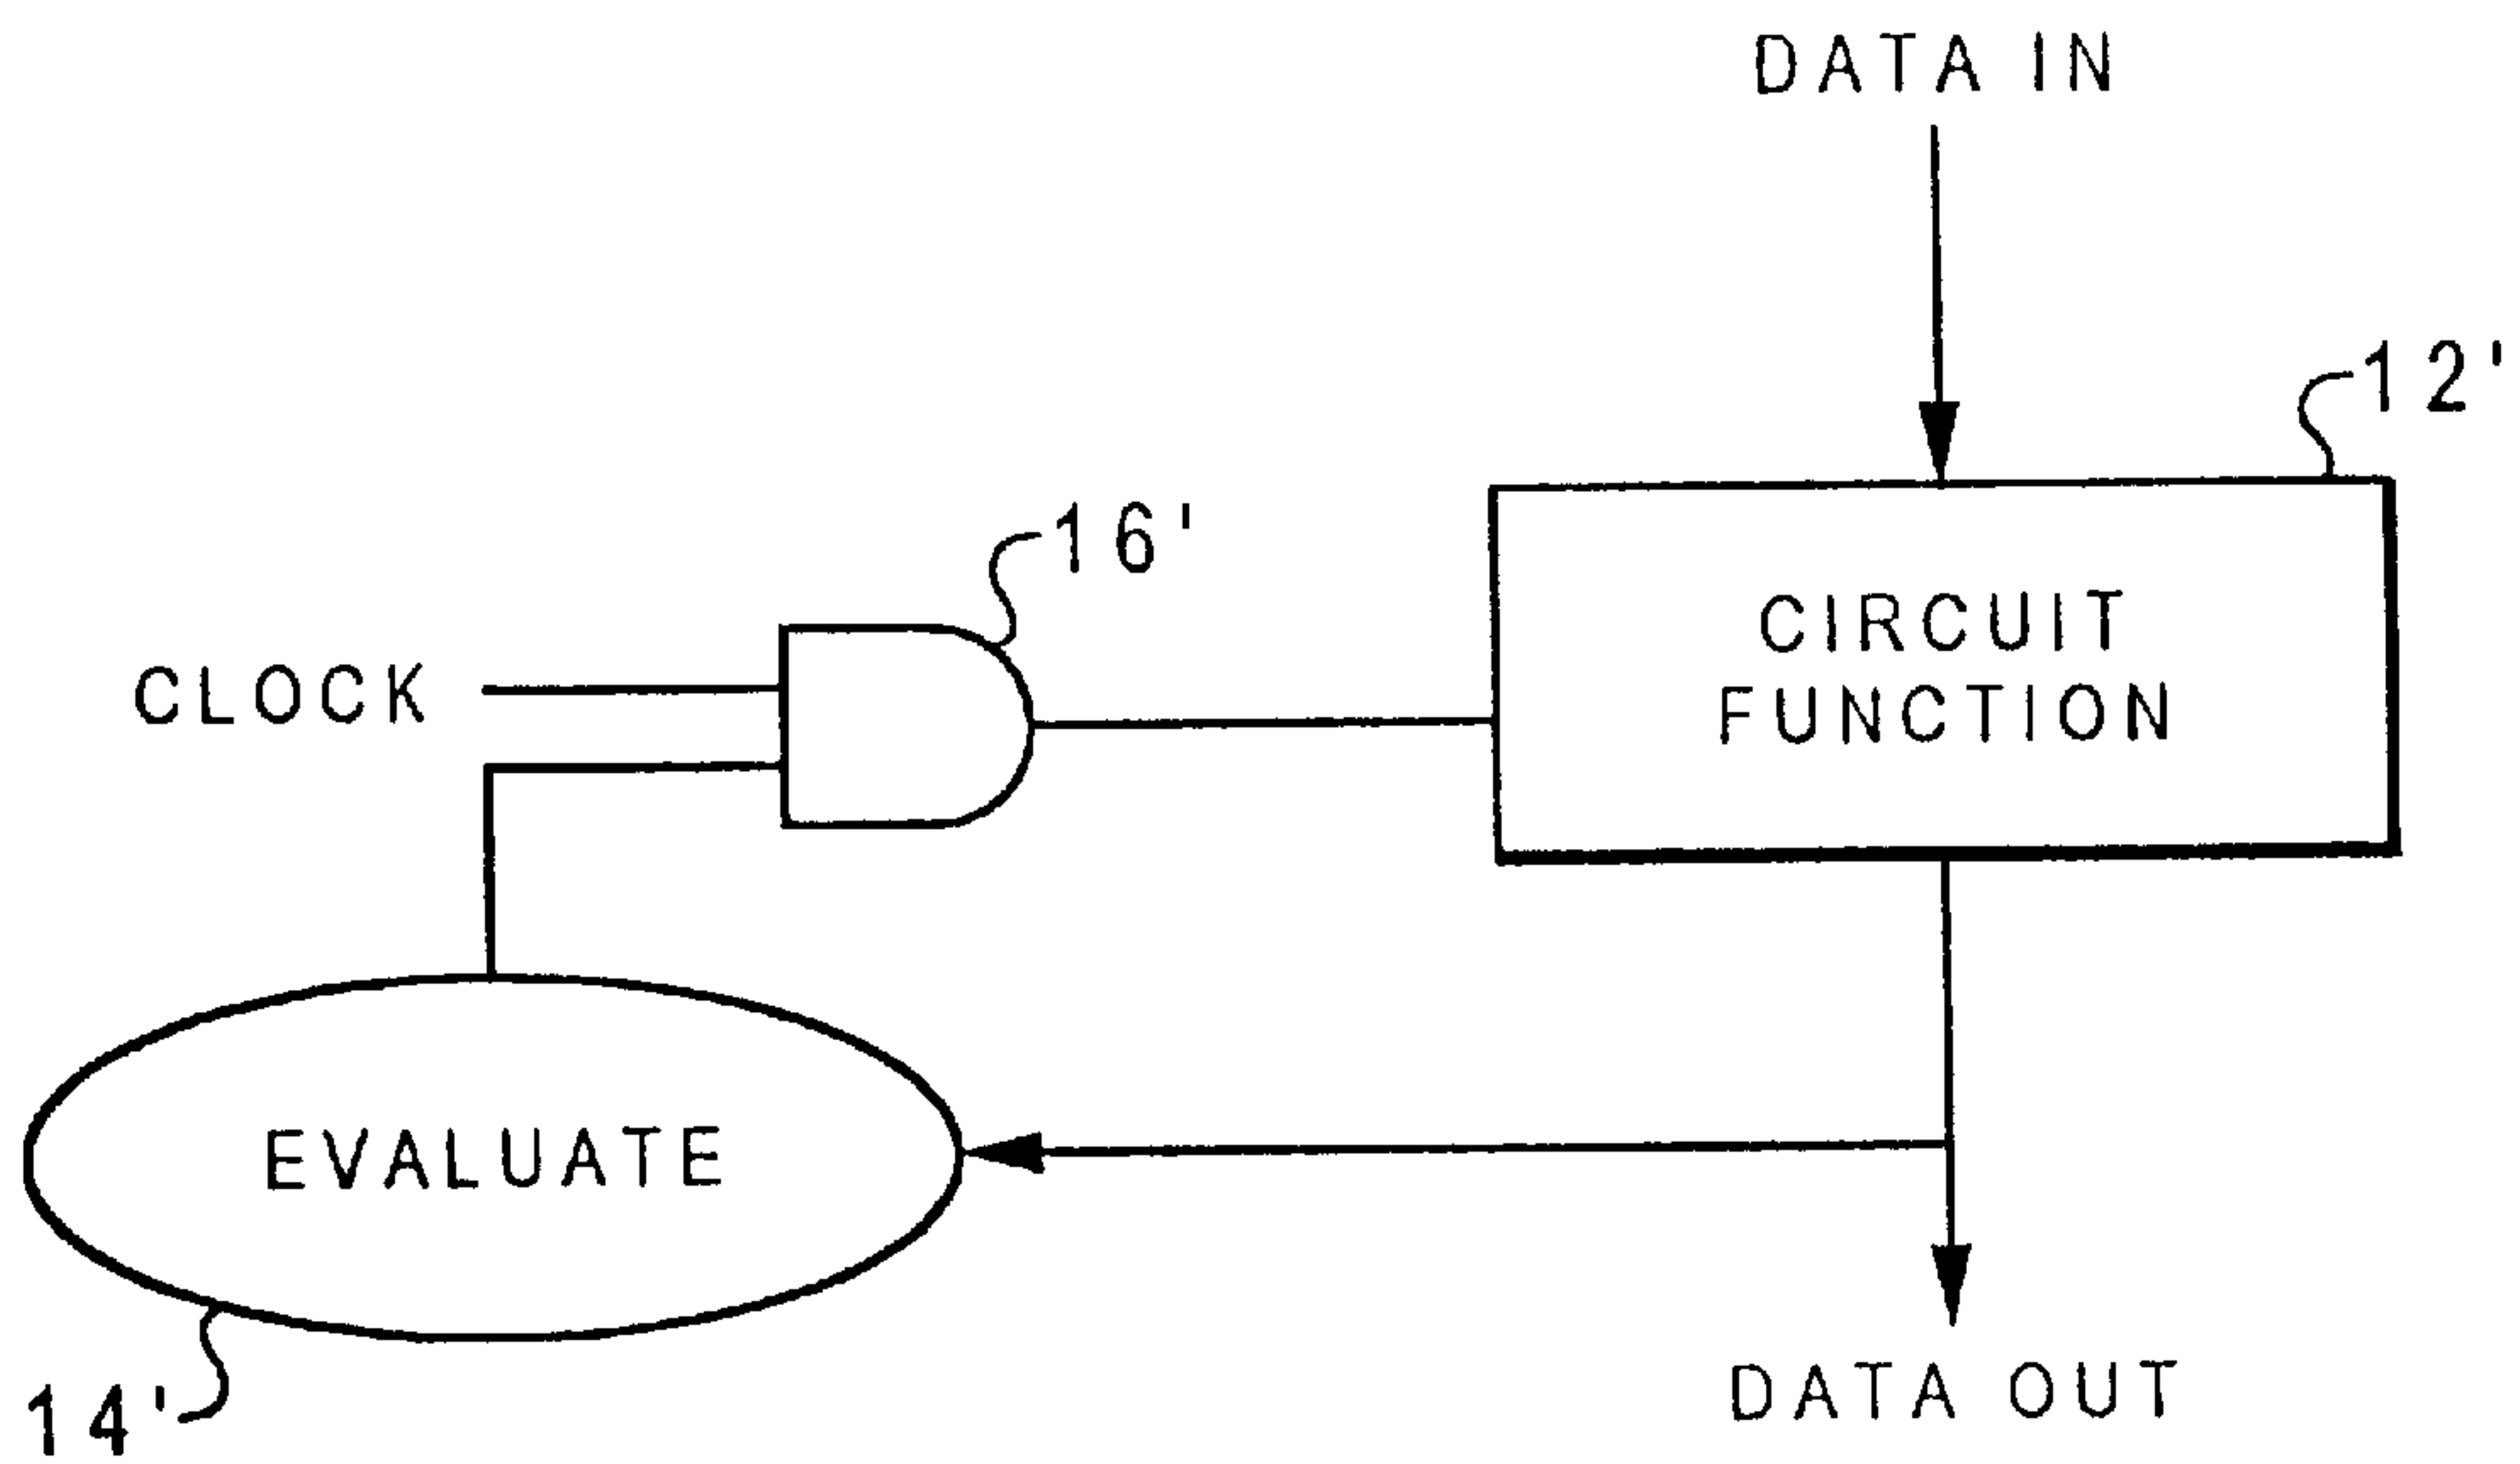 DATA IN
12'
16'
CIRCUIT
FUNCTION
CLOCK
EVALUATE
14'
DATA OUT